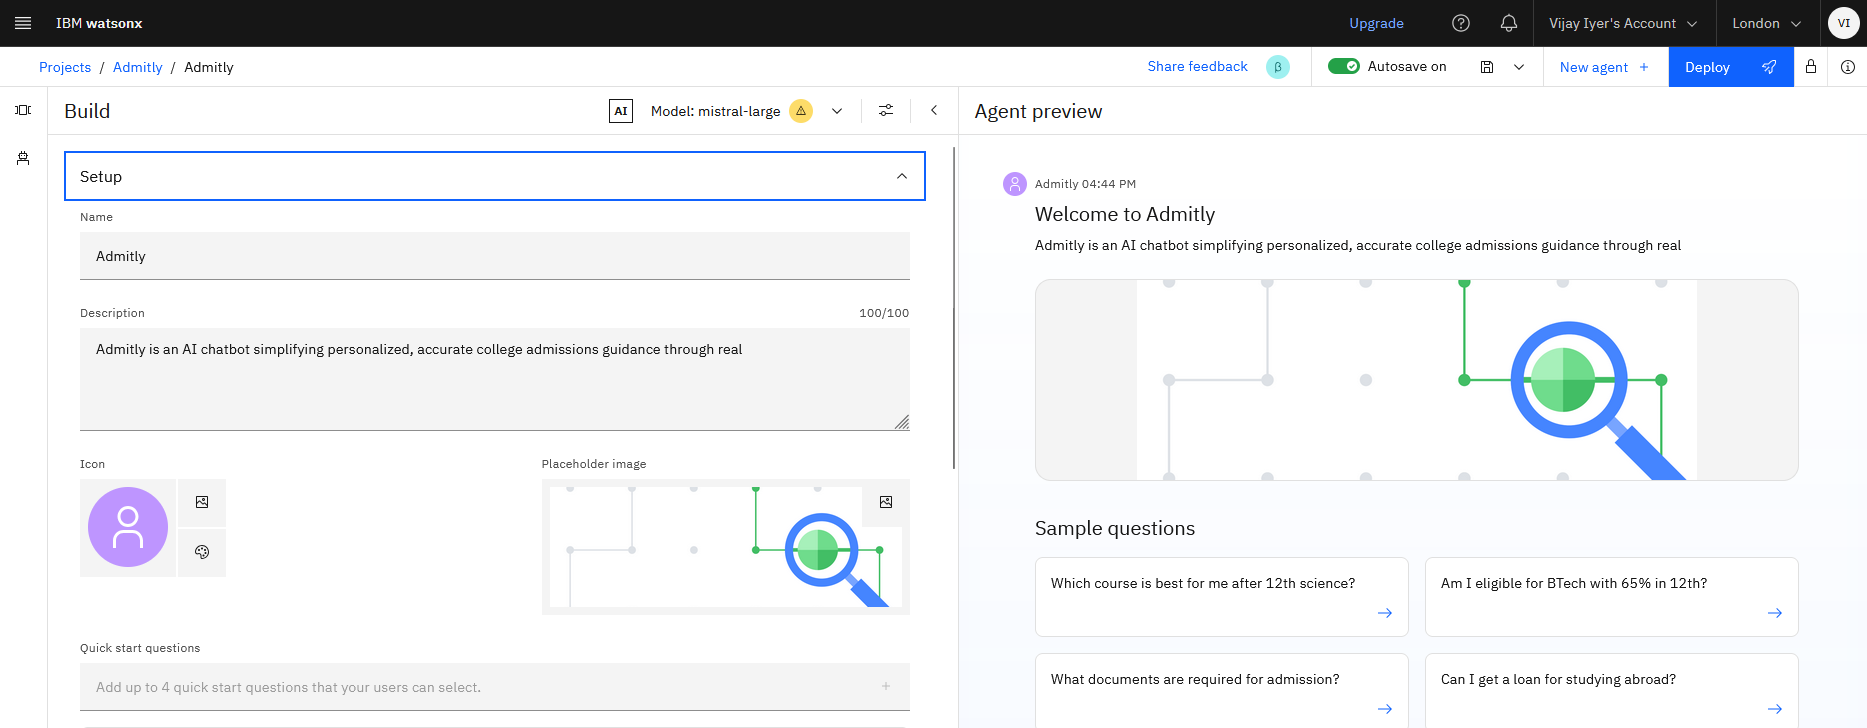 IBM watsonx
Upgrade
Vijay Iyer's Account
London
VI
Projects / Admitly / Admitly
Share feedback
β
Autosave on
New agent +
Deploy
Build
AI
Model: mistral-large
Agent preview
Setup
Name
Admitly
Description
100/100
Admitly is an AI chatbot simplifying personalized, accurate college admissions guidance through real
Icon
Placeholder image
Quick start questions
Add up to 4 quick start questions that your users can select.
Admitly 04:44 PM
Welcome to Admitly
Admitly is an AI chatbot simplifying personalized, accurate college admissions guidance through real
Sample questions
Which course is best for me after 12th science?
Am I eligible for BTech with 65% in 12th?
What documents are required for admission?
Can I get a loan for studying abroad?